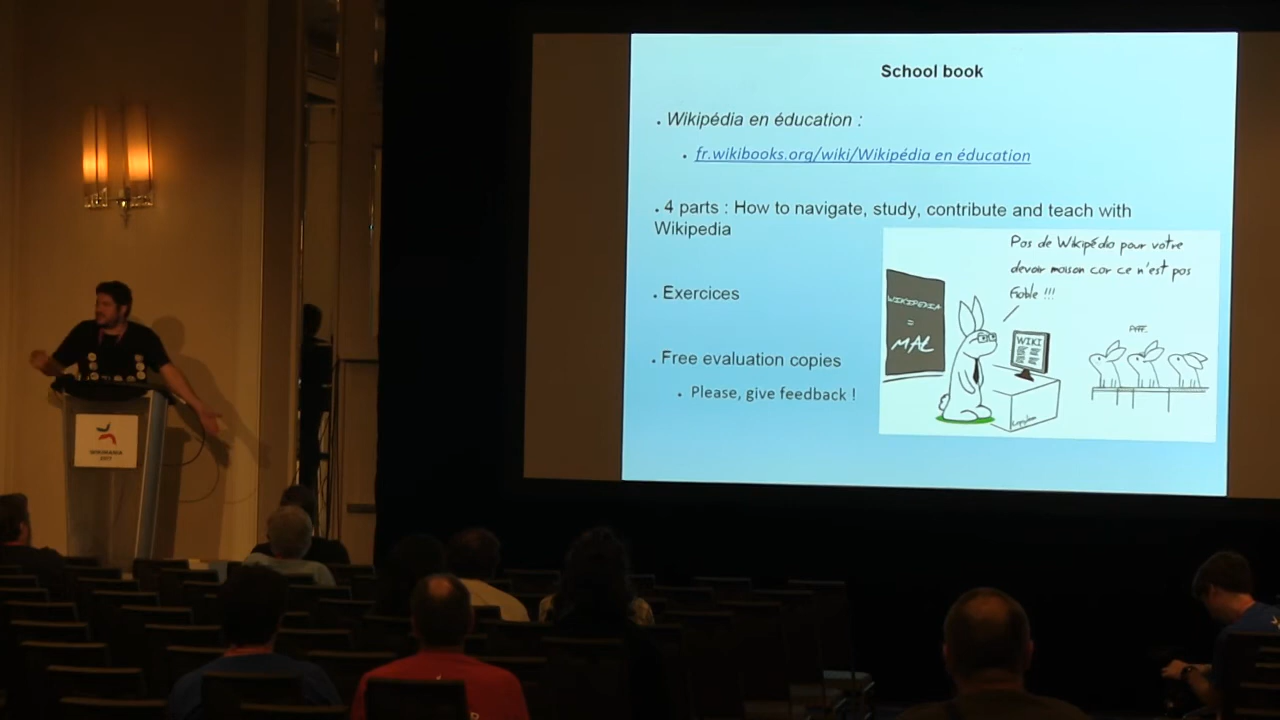 School book
. Wikipédia en éducation :
. fr.wikibooks.org/wiki/Wikipédia en éducation
. 4 parts : How to navigate, study, contribute and teach with
Wikipedia
. Exercices
. Free evaluation copies
. Please, give feedback !
Pas de Wikipédia pour votre
devoir maison car ce n'est pas
fiable !!!
WIKIPEDIA
=
MAL
WIKI
Pfff...
WIKIMANIA
2017